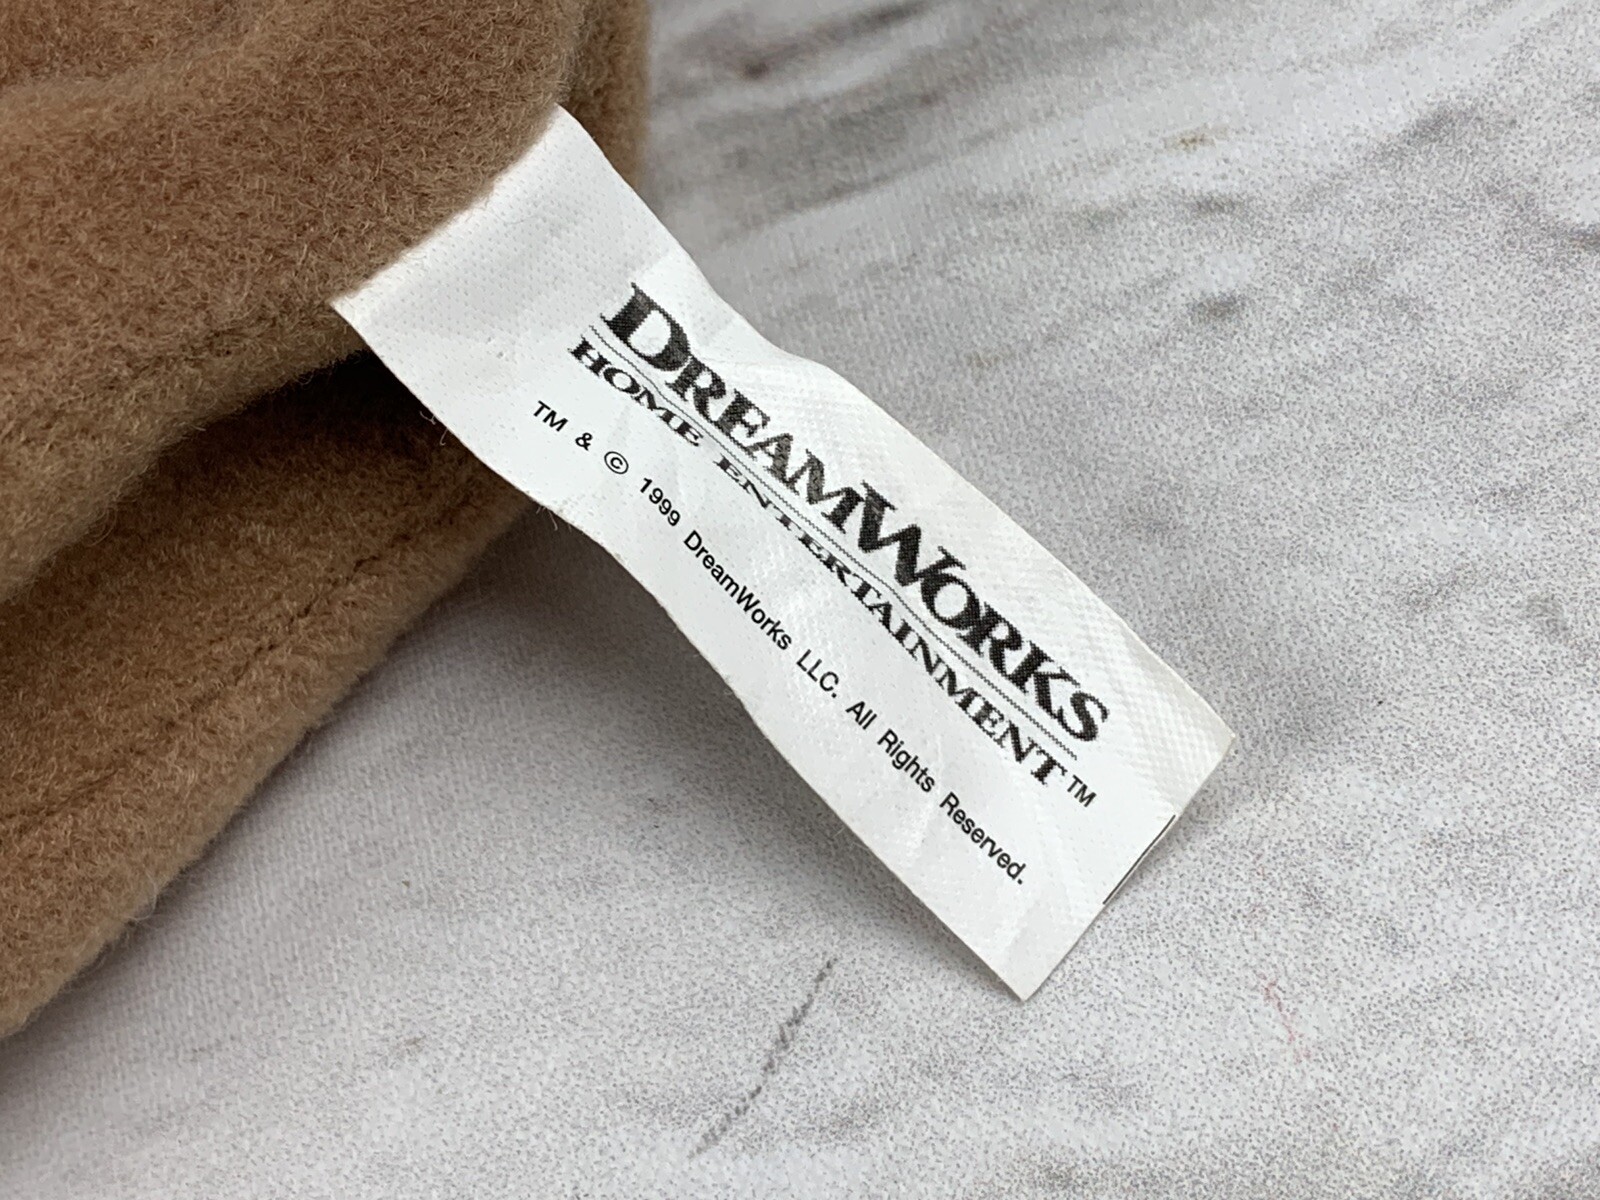 DREAMWORKS
HOME ENTERTAINMENT™
TM & © 1999 DreamWorks LLC. All Rights Reserved.